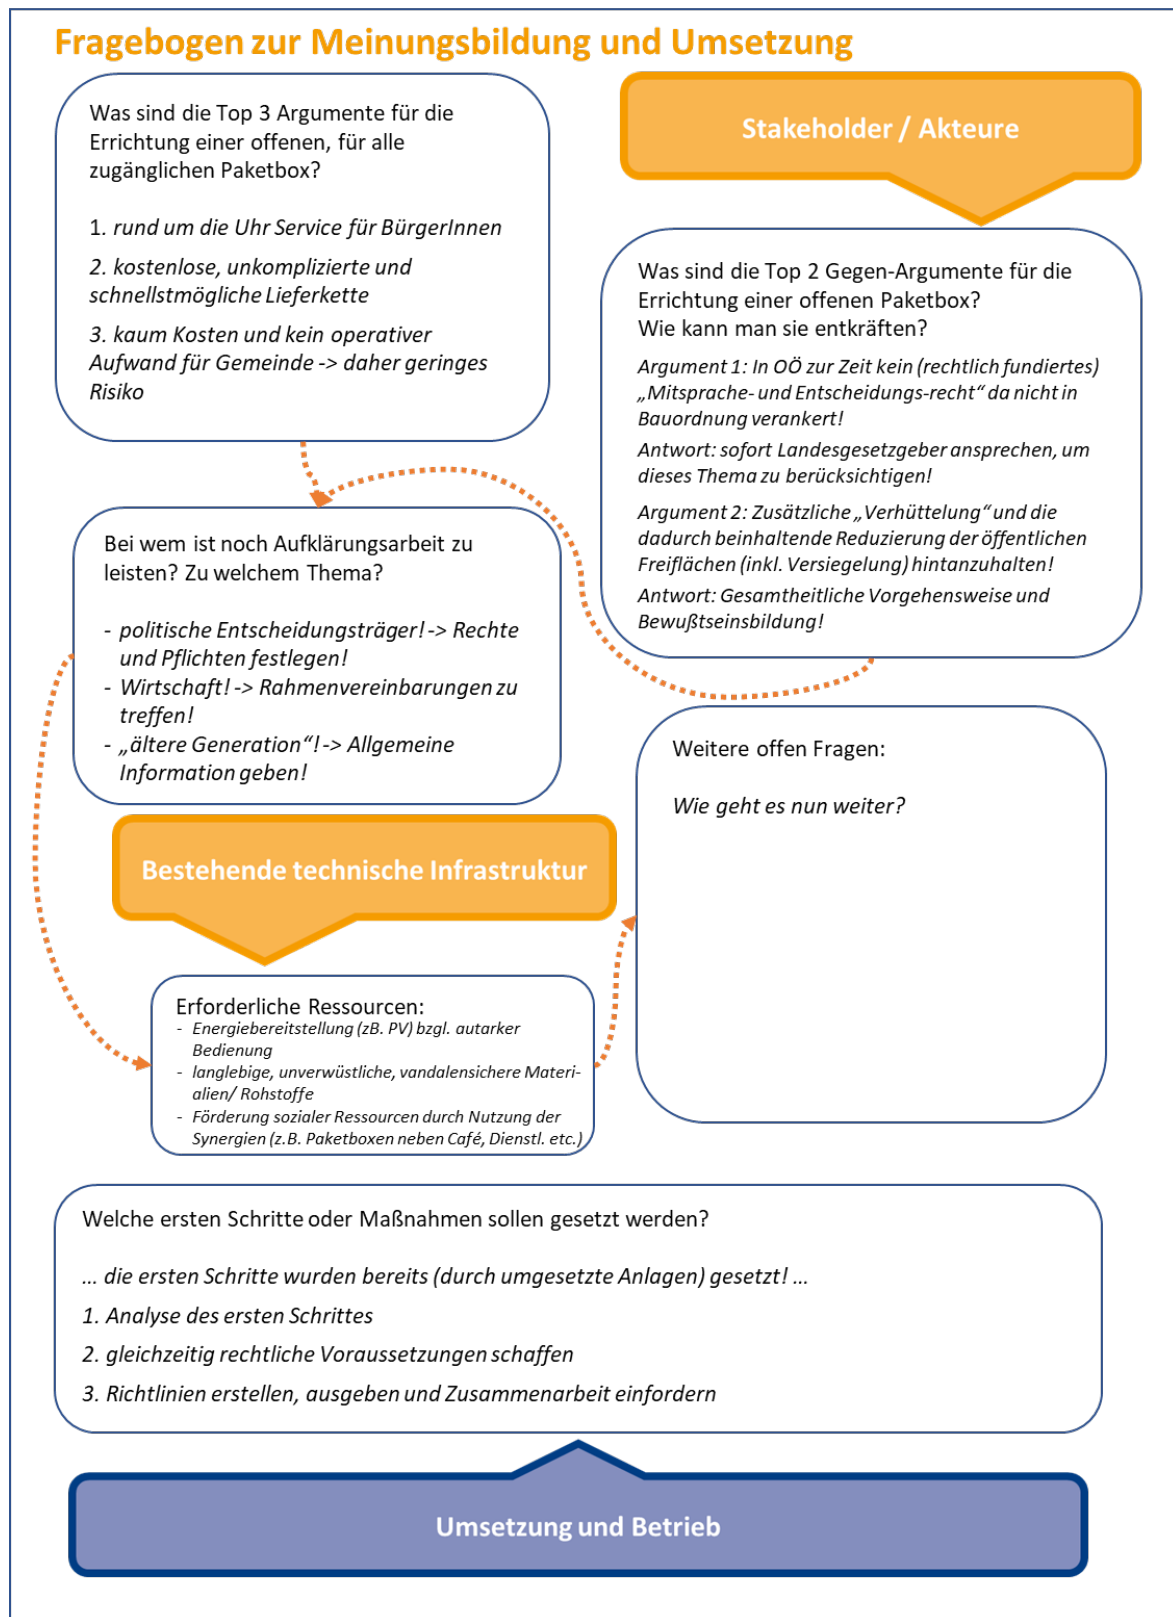 Fragebogen zur Meinungsbildung und Umsetzung
Was sind die Top 3 Argumente für die
Errichtung einer offenen, für alle
zugänglichen Paketbox?
1. rund um die Uhr Service für BürgerInnen
2. kostenlose, unkomplizierte und
schnellstmögliche Lieferkette
3. kaum Kosten und kein operativer
Aufwand für Gemeinde -> daher geringes
Risiko
Stakeholder / Akteure
Was sind die Top 2 Gegen-Argumente für die
Errichtung einer offenen Paketbox?
Wie kann man sie entkräften?
Argument 1: In OÖ zur Zeit kein (rechtlich fundiertes)
„Mitsprache- und Entscheidungs-recht“ da nicht in
Bauordnung verankert!
Antwort: sofort Landesgesetzgeber ansprechen, um
dieses Thema zu berücksichtigen!
Argument 2: Zusätzliche „Verhüttelung“ und die
dadurch beinhaltende Reduzierung der öffentlichen
Freiflächen (inkl. Versiegelung) hintanzuhalten!
Antwort: Gesamtheitliche Vorgehensweise und
Bewußtseinsbildung!
Bei wem ist noch Aufklärungsarbeit zu
leisten? Zu welchem Thema?
- politische Entscheidungsträger! -> Rechte
und Pflichten festlegen!
- Wirtschaft! -> Rahmenvereinbarungen zu
treffen!
- „ältere Generation“! -> Allgemeine
Information geben!
Bestehende technische Infrastruktur
Erforderliche Ressourcen:
- Energiebereitstellung (zB. PV) bzgl. autarker
Bedienung
- langlebige, unverwüstliche, vandalensichere Materi-
alien/ Rohstoffe
- Förderung sozialer Ressourcen durch Nutzung der
Synergien (z.B. Paketboxen neben Café, Dienstl. etc.)
Weitere offen Fragen:
Wie geht es nun weiter?
Welche ersten Schritte oder Maßnahmen sollen gesetzt werden?
… die ersten Schritte wurden bereits (durch umgesetzte Anlagen) gesetzt! …
1. Analyse des ersten Schrittes
2. gleichzeitig rechtliche Voraussetzungen schaffen
3. Richtlinien erstellen, ausgeben und Zusammenarbeit einfordern
Umsetzung und Betrieb